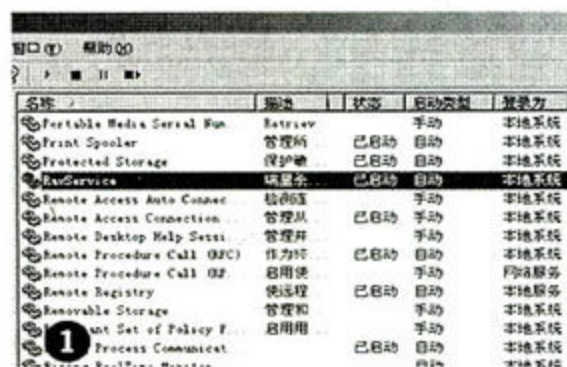 窗口(W) 帮助(H)
名称 描述 状态 启动类型 登录为
Portable Media Serial Num... Retriev... 手动 本地系统
Print Spooler 管理所... 已启动 自动 本地系统
Protected Storage 保护敏... 已启动 自动 本地系统
RavService 瑞星杀... 已启动 自动 本地系统
Remote Access Auto Connec... 检测连... 手动 本地系统
Remote Access Connection ... 管理从... 已启动 手动 本地系统
Remote Desktop Help Sessi... 管理并... 手动 本地系统
Remote Procedure Call (RPC) 作为终... 已启动 自动 本地系统
Remote Procedure Call (RP... 启用使... 手动 网络服务
Remote Registry 使远程... 已启动 自动 本地服务
Removable Storage 管理和... 手动 本地系统
ant Set of Policy P... 启用用... 手动 本地系统
1 Process Communicat... 已启动 自动 本地系统
自动 本地系统